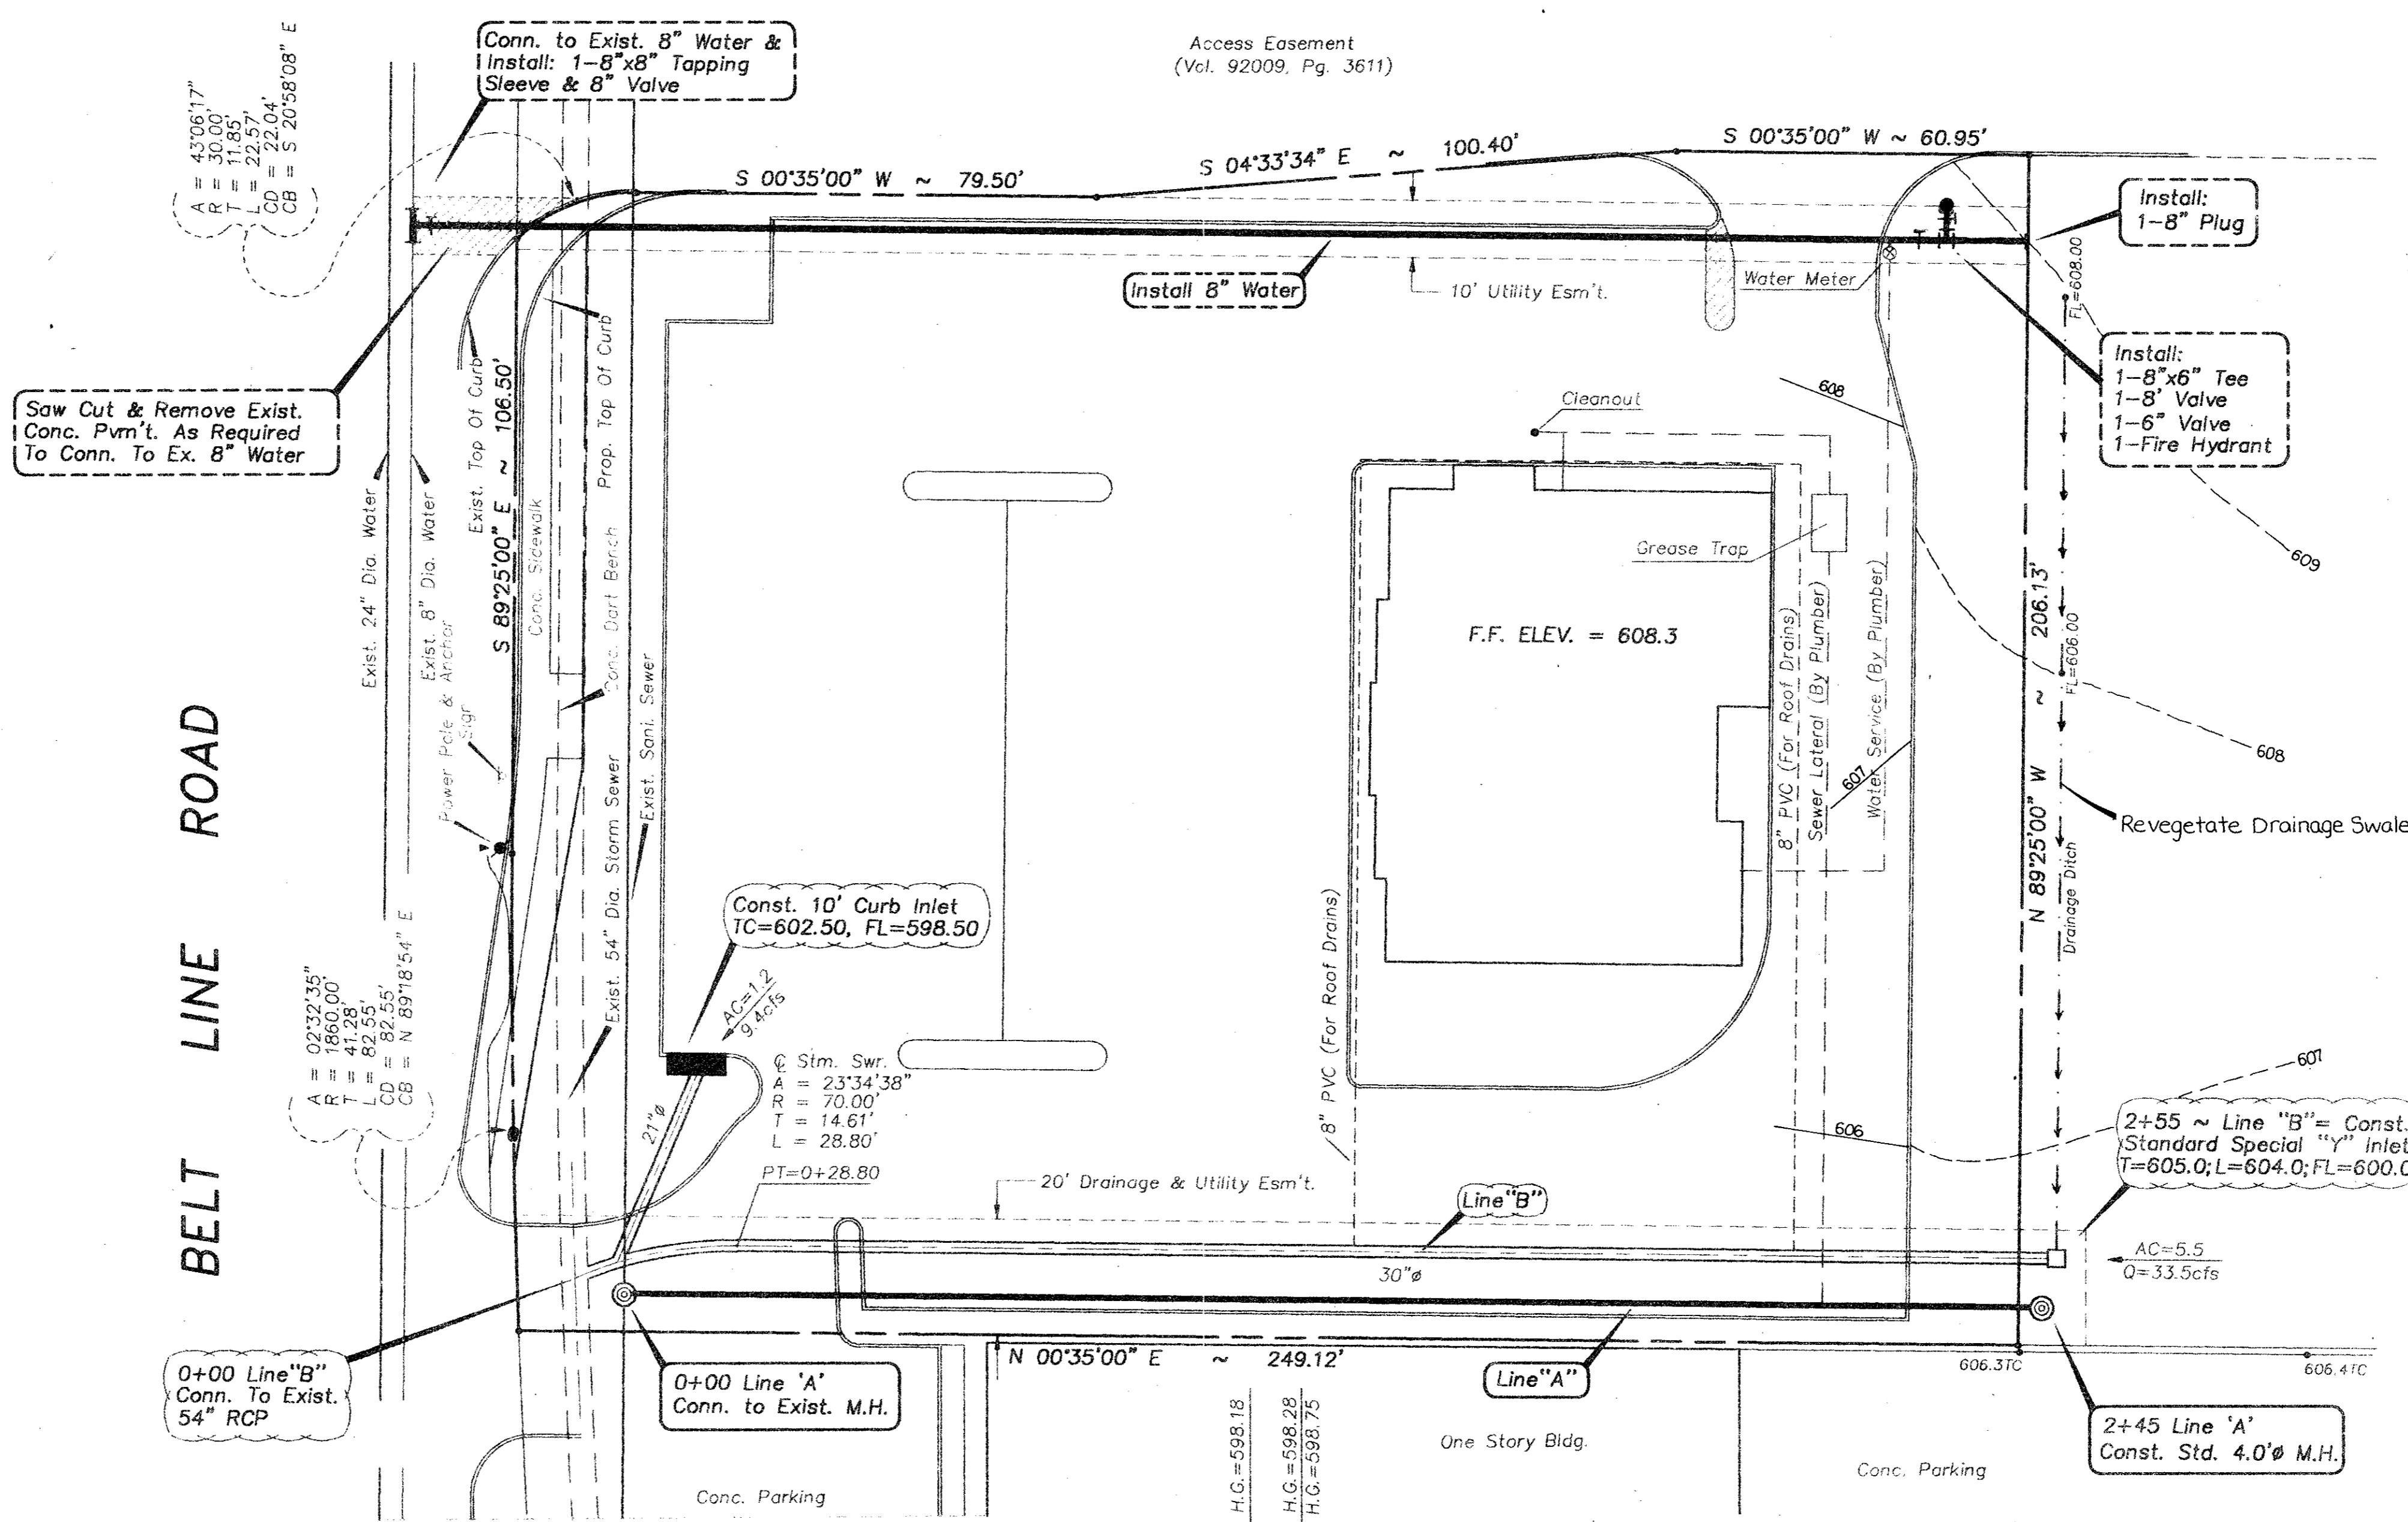 Access Easement
(Vol. 92009, Pg. 3611)
Conn. to Exist. 8" Water &
Install: 1-8"x8" Tapping
Sleeve & 8" Valve
A = 43°06'17"
R = 30.00'
T = 11.85'
L = 22.57'
CD = 22.04'
CB = S 20°58'08" E
S 00°35'00" W ~ 79.50'
S 04°33'34" E ~ 100.40'
S 00°35'00" W ~ 60.95'
Install:
1-8" Plug
Install 8" Water
10' Utility Esm't.
Water Meter
FL=608.00
Install:
1-8"x6" Tee
1-8' Valve
1-6" Valve
1-Fire Hydrant
Saw Cut & Remove Exist.
Conc. Pvm't. As Required
To Conn. To Ex. 8" Water
Exist. 24" Dia. Water
Exist. 8" Dia. Water
Exist. Top Of Curb
S 89°25'00" E ~ 106.50'
Conc. Sidewalk
Prop. Top Of Curb
Conc. Dart Bench
Power Pole & Anchor
Sign
Exist. 54" Dia. Storm Sewer
Exist. Sani. Sewer
Cleanout
608
Grease Trap
F.F. ELEV. = 608.3
8" PVC (For Roof Drains)
Sewer Lateral (By Plumber)
Water Service (By Plumber)
607
N 89°25'00" W ~ 206.13'
FL=606.00
609
608
Revegetate Drainage Swale
Drainage Ditch
BELT LINE ROAD
A = 02°32'35"
R = 1860.00'
T = 41.28'
L = 82.55'
CD = 82.55'
CB = N 89°18'54" E
Const. 10' Curb Inlet
TC=602.50, FL=598.50
AC=1.2
9.4cfs
21"ø
℄ Stm. Swr.
A = 23°34'38"
R = 70.00'
T = 14.61'
L = 28.80'
PT=0+28.80
20' Drainage & Utility Esm't.
8" PVC (For Roof Drains)
606
607
2+55 ~ Line "B"= Const.
Standard Special "Y" Inlet
T=605.0; L=604.0; FL=600.0
Line"B"
30"ø
AC=5.5
Q=33.5cfs
0+00 Line"B"
Conn. To Exist.
54" RCP
0+00 Line 'A'
Conn. to Exist. M.H.
N 00°35'00" E ~ 249.12'
Line"A"
606.3TC
606.4TC
2+45 Line 'A'
Const. Std. 4.0'ø M.H.
H.G.=598.18
H.G.=598.28
H.G.=598.75
One Story Bldg.
Conc. Parking
Conc. Parking